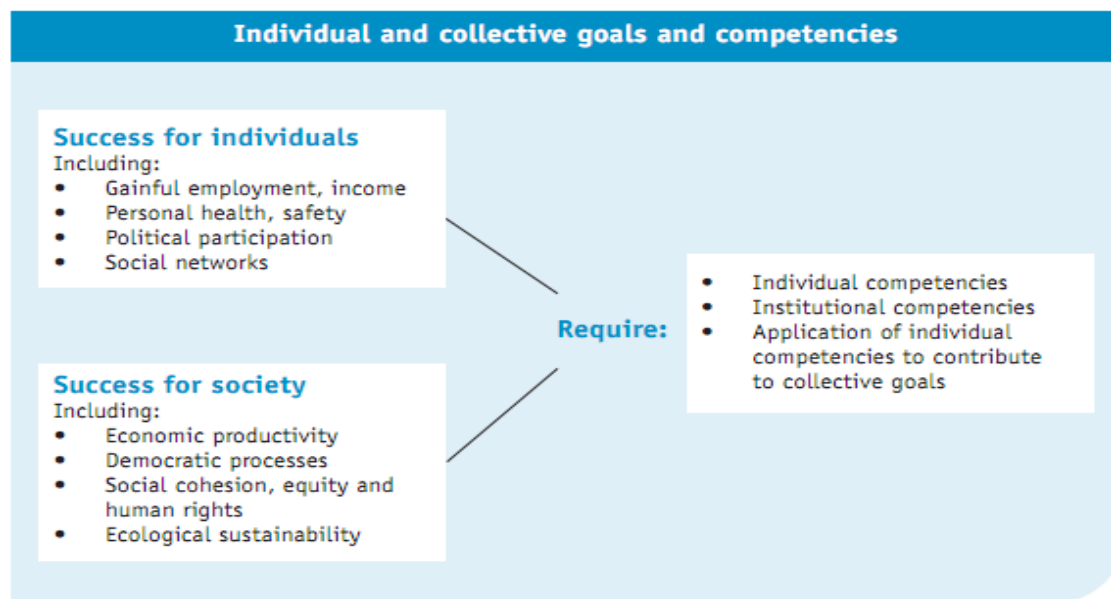 Individual and collective goals and competencies
Success for individuals
Including:
• Gainful employment, income
• Personal health, safety
• Political participation
• Social networks
Success for society
Including:
• Economic productivity
• Democratic processes
• Social cohesion, equity and
human rights
• Ecological sustainability
Require:
• Individual competencies
• Institutional competencies
• Application of individual
competencies to contribute
to collective goals